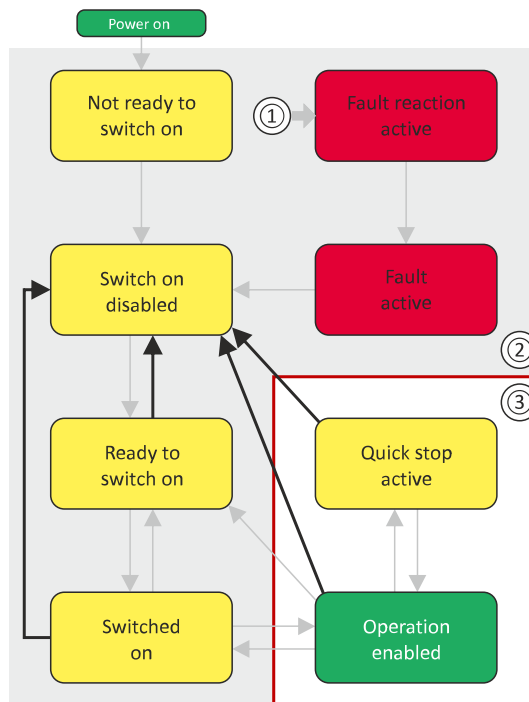 Power on
Not ready to
switch on
1
Fault reaction
active
Switch on
disabled
Fault
active
2
3
Ready to
switch on
Quick stop
active
Switched
on
Operation
enabled